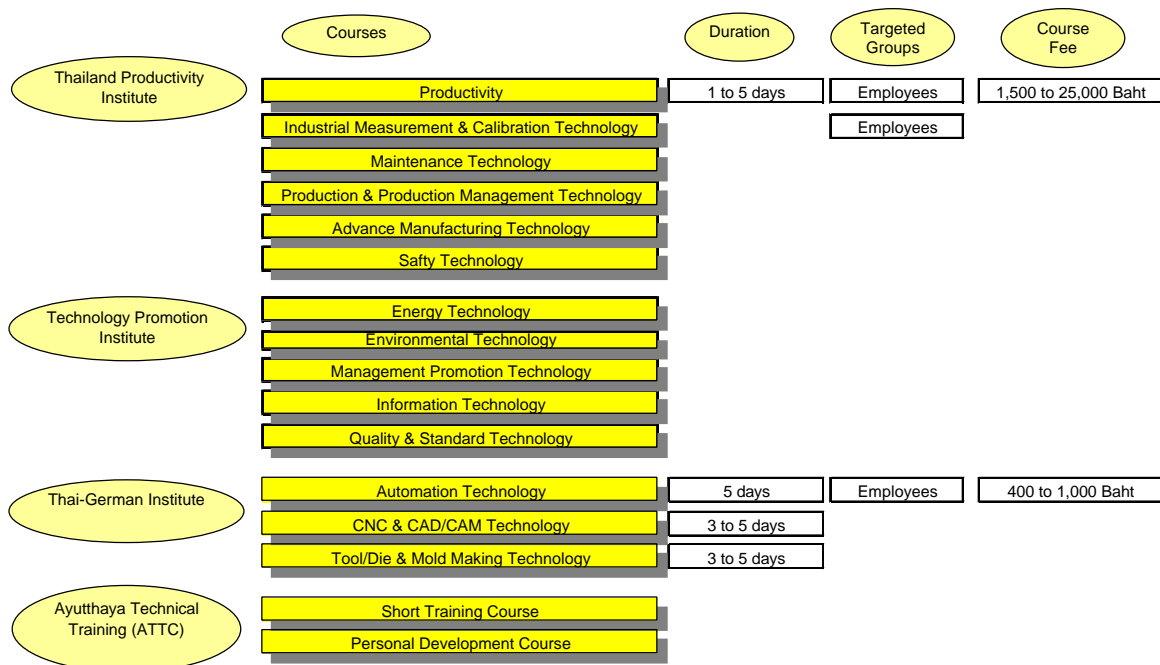 Courses
Duration
Targeted
Groups
Course
Fee
Thailand Productivity
Institute
Productivity
1 to 5 days
Employees
1,500 to 25,000 Baht
Industrial Measurement & Calibration Technology
Employees
Maintenance Technology
Production & Production Management Technology
Advance Manufacturing Technology
Safty Technology
Technology Promotion
Institute
Energy Technology
Environmental Technology
Management Promotion Technology
Information Technology
Quality & Standard Technology
Thai-German Institute
Automation Technology
5 days
Employees
400 to 1,000 Baht
CNC & CAD/CAM Technology
3 to 5 days
Tool/Die & Mold Making Technology
3 to 5 days
Ayutthaya Technical
Training (ATTC)
Short Training Course
Personal Development Course